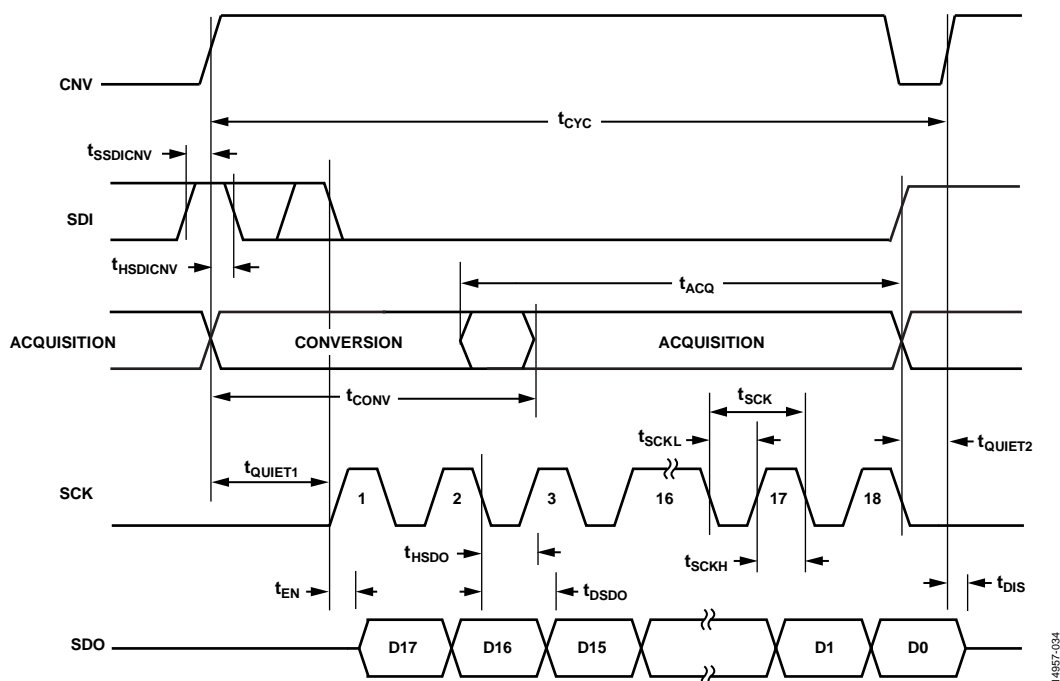 CNV
tCYC
tSSDICNV
SDI
tHSDICNV
tACQ
ACQUISITION
CONVERSION
ACQUISITION
tCONV
tSCK
tSCKL
tQUIET2
tQUIET1
SCK
1
2
3
16
17
18
tHSDO
tSCKH
tEN
tDSDO
tDIS
SDO
D17
D16
D15
D1
D0
14957-034